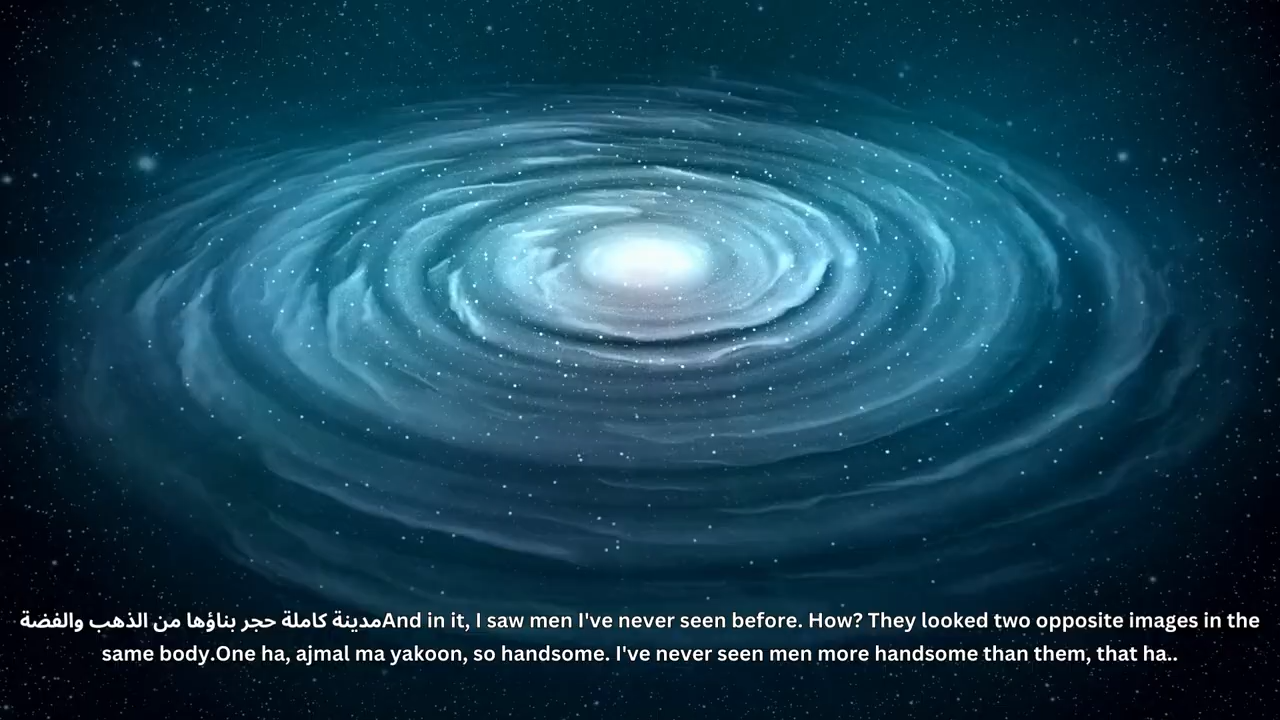 مدينة كاملة حجر بناؤها من الذهب والفضةAnd in it, I saw men I've never seen before. How? They looked two opposite images in the
same body.One ha, ajmal ma yakoon, so handsome. I've never seen men more handsome than them, that ha..